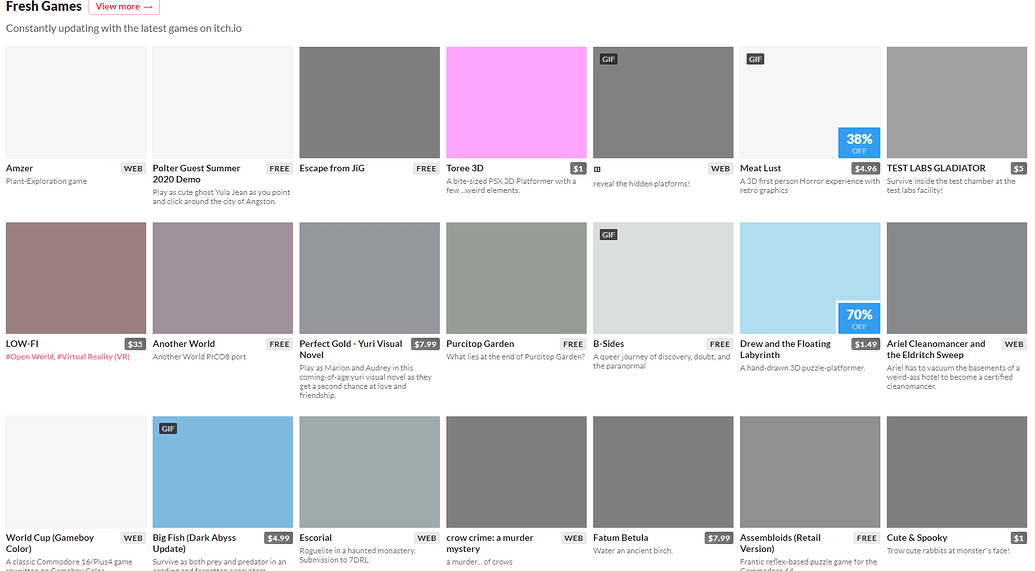 Fresh Games View more →
Constantly updating with the latest games on itch.io
GIF
GIF
38%
OFF
Amzer WEB
Plant-Exploration game
Polter Guest Summer FREE
2020 Demo
Play as cute ghost Yula Jean as you point
and click around the city of Angston.
Escape from JiG FREE
Toree 3D $1
A bite-sized PSX 3D Platformer with a
few ...weird elements.
WEB
reveal the hidden platforms!
Meat Lust $4.96
A 3D first person Horror experience with
retro graphics
TEST LABS GLADIATOR $5
Survive inside the test chamber at the
test labs facility!
GIF
70%
OFF
LOW-FI $35
#Open World, #Virtual Reality (VR)
Another World FREE
Another World PICO8 port
Perfect Gold - Yuri Visual $7.99
Novel
Play as Marion and Audrey in this
coming-of-age yuri visual novel as they
get a second chance at love and
friendship.
Purcitop Garden FREE
What lies at the end of Purcitop Garden?
B-Sides FREE
A queer journey of discovery, doubt, and
the paranormal
Drew and the Floating $1.49
Labyrinth
A hand-drawn 3D puzzle-platformer.
Ariel Cleanomancer and WEB
the Eldritch Sweep
Ariel has to vacuum the basements of a
weird-ass hotel to become a certified
cleanomancer.
GIF
World Cup (Gameboy WEB
Color)
A classic Commodore 16/Plus4 game
rewritten on Gameboy Color
Big Fish (Dark Abyss $4.99
Update)
Survive as both prey and predator in an
Escorial WEB
Roguelite in a haunted monastery.
Submission to 7DRL.
crow crime: a murder WEB
mystery
a murder... of crows
Fatum Betula $7.99
Water an ancient birch.
Assembloids (Retail FREE
Version)
Frantic reflex-based puzzle game for the
Commodore 64
Cute & Spooky $1
Trow cute rabbits at monster`s face!